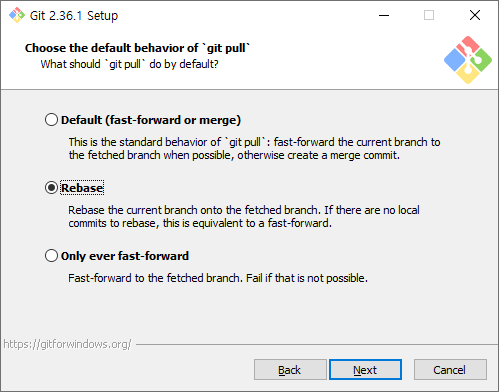 Git 2.36.1 Setup
Choose the default behavior of `git pull`
What should `git pull` do by default?
Default (fast-forward or merge)
This is the standard behavior of `git pull`: fast-forward the current branch to
the fetched branch when possible, otherwise create a merge commit.
Rebase
Rebase the current branch onto the fetched branch. If there are no local
commits to rebase, this is equivalent to a fast-forward.
Only ever fast-forward
Fast-forward to the fetched branch. Fail if that is not possible.
https://gitforwindows.org/
Back
Next
Cancel